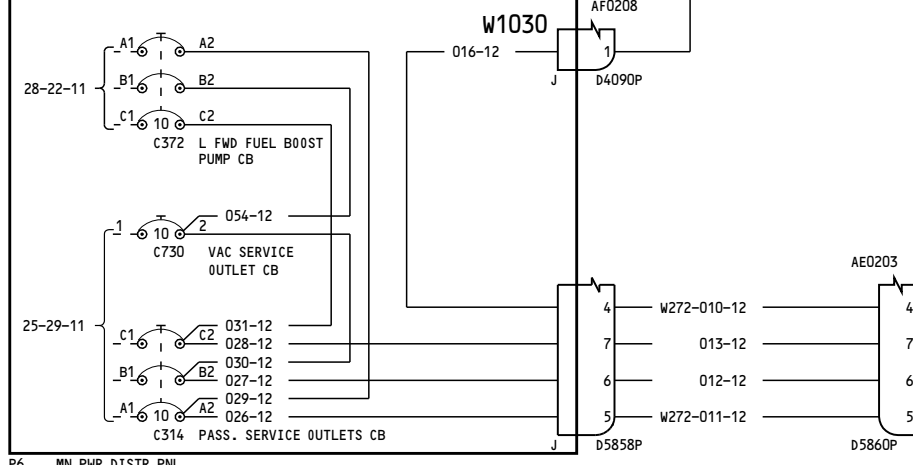 AF0208
W1030
A1 A2 016-12 1
J D4090P
B1 B2
28-22-11
C1 10 C2
C372 L FWD FUEL BOOST
PUMP CB
054-12
1 10 2
C730 VAC SERVICE
OUTLET CB
AE0203
4 W272-010-12 4
25-29-11 031-12
C1 C2 028-12 7 013-12 7
030-12
B1 B2 027-12 6 012-12 6
029-12
A1 10 A2 026-12 5 W272-011-12 5
C314 PASS. SERVICE OUTLETS CB J D5858P D5860P
P6 MN PWR DISTR PNL